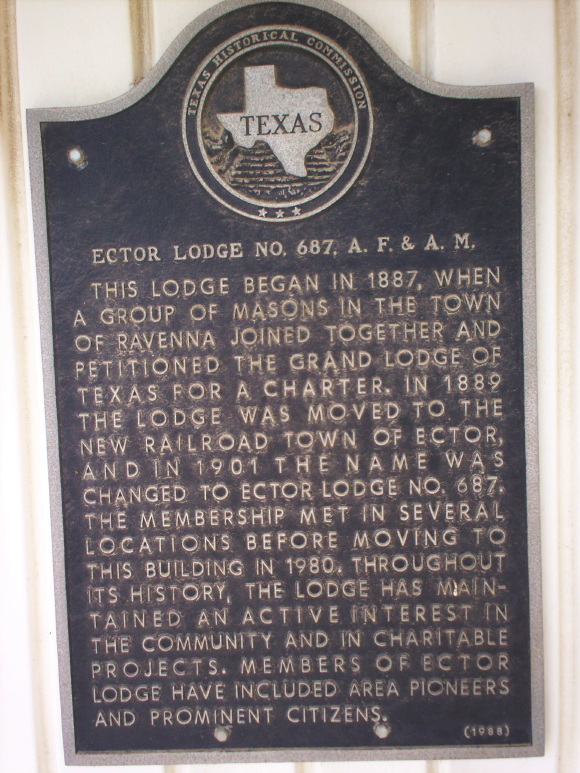 TEXAS HISTORICAL COMMISSION
TEXAS
ECTOR LODGE NO. 687, A. F. & A. M.
THIS LODGE BEGAN IN 1887, WHEN
A GROUP OF MASONS IN THE TOWN
OF RAVENNA JOINED TOGETHER AND
PETITIONED THE GRAND LODGE OF
TEXAS FOR A CHARTER. IN 1889
THE LODGE WAS MOVED TO THE
NEW RAILROAD TOWN OF ECTOR,
AND IN 1901 THE NAME WAS
CHANGED TO ECTOR LODGE NO. 687.
THE MEMBERSHIP MET IN SEVERAL
LOCATIONS BEFORE MOVING TO
THIS BUILDING IN 1980. THROUGHOUT
ITS HISTORY, THE LODGE HAS MAIN-
TAINED AN ACTIVE INTEREST IN
THE COMMUNITY AND IN CHARITABLE
PROJECTS. MEMBERS OF ECTOR
LODGE HAVE INCLUDED AREA PIONEERS
AND PROMINENT CITIZENS.
(1988)